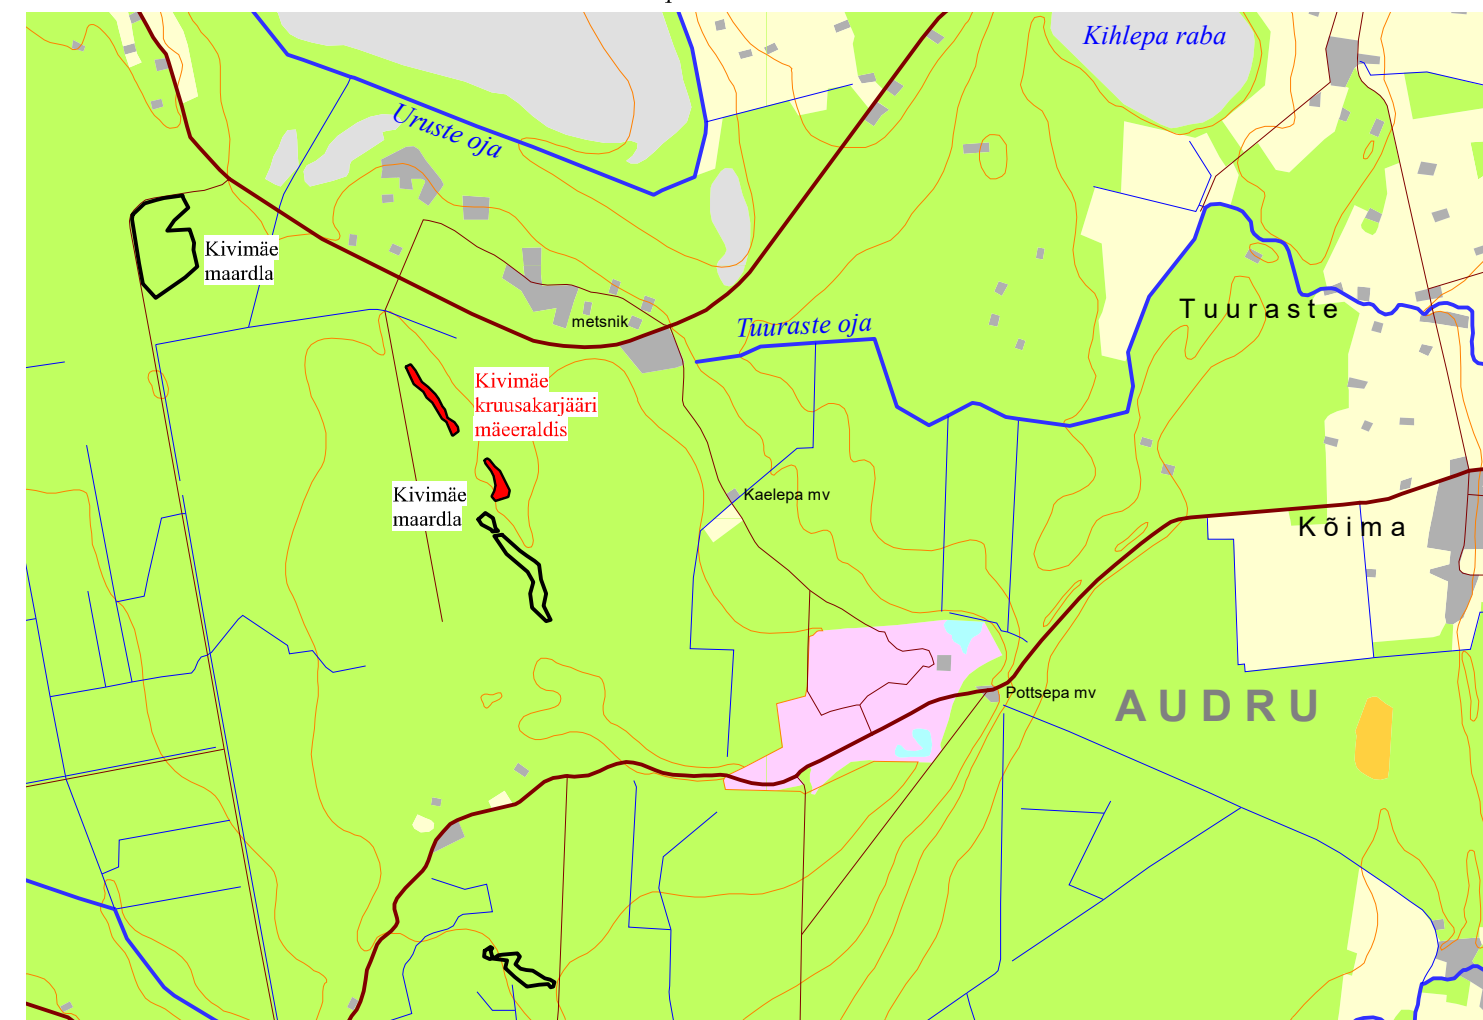 Kihlepa raba
Uruste oja
Kivimäe
maardla
Tuuraste
metsnik
Tuuraste oja
Kivimäe
kruusakarjääri
mäeeraldis
Kivimäe
maardla
Kaelepa mv
Kõima
Pottsepa mv
AUDRU